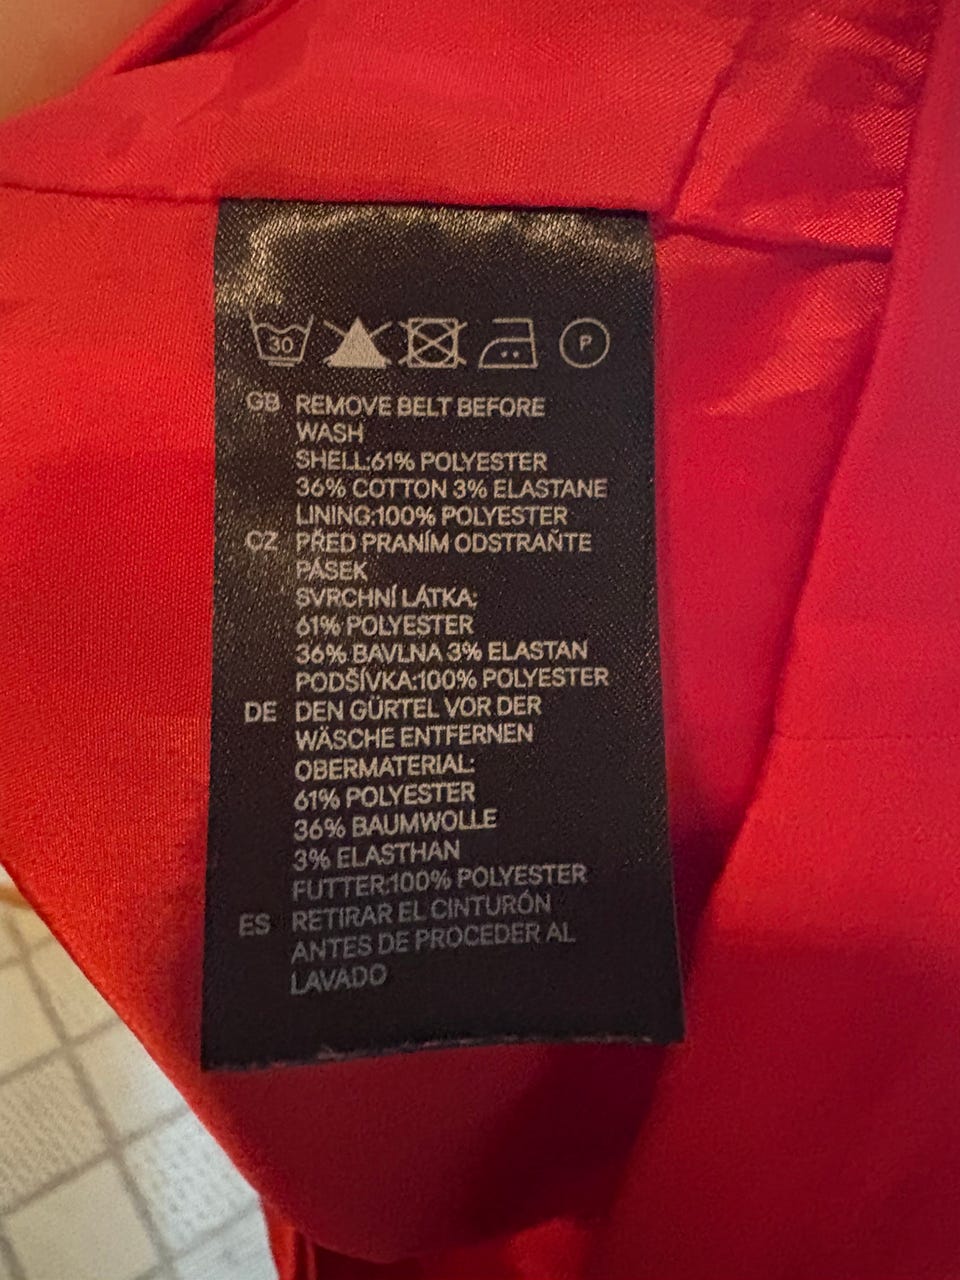 30 P
GB REMOVE BELT BEFORE
WASH
SHELL:61% POLYESTER
36% COTTON 3% ELASTANE
LINING:100% POLYESTER
CZ PŘED PRANÍM ODSTRAŇTE
PÁSEK
SVRCHNÍ LÁTKA:
61% POLYESTER
36% BAVLNA 3% ELASTAN
PODŠÍVKA:100% POLYESTER
DE DEN GÜRTEL VOR DER
WÄSCHE ENTFERNEN
OBERMATERIAL:
61% POLYESTER
36% BAUMWOLLE
3% ELASTHAN
FUTTER:100% POLYESTER
ES RETIRAR EL CINTURÓN
ANTES DE PROCEDER AL
LAVADO